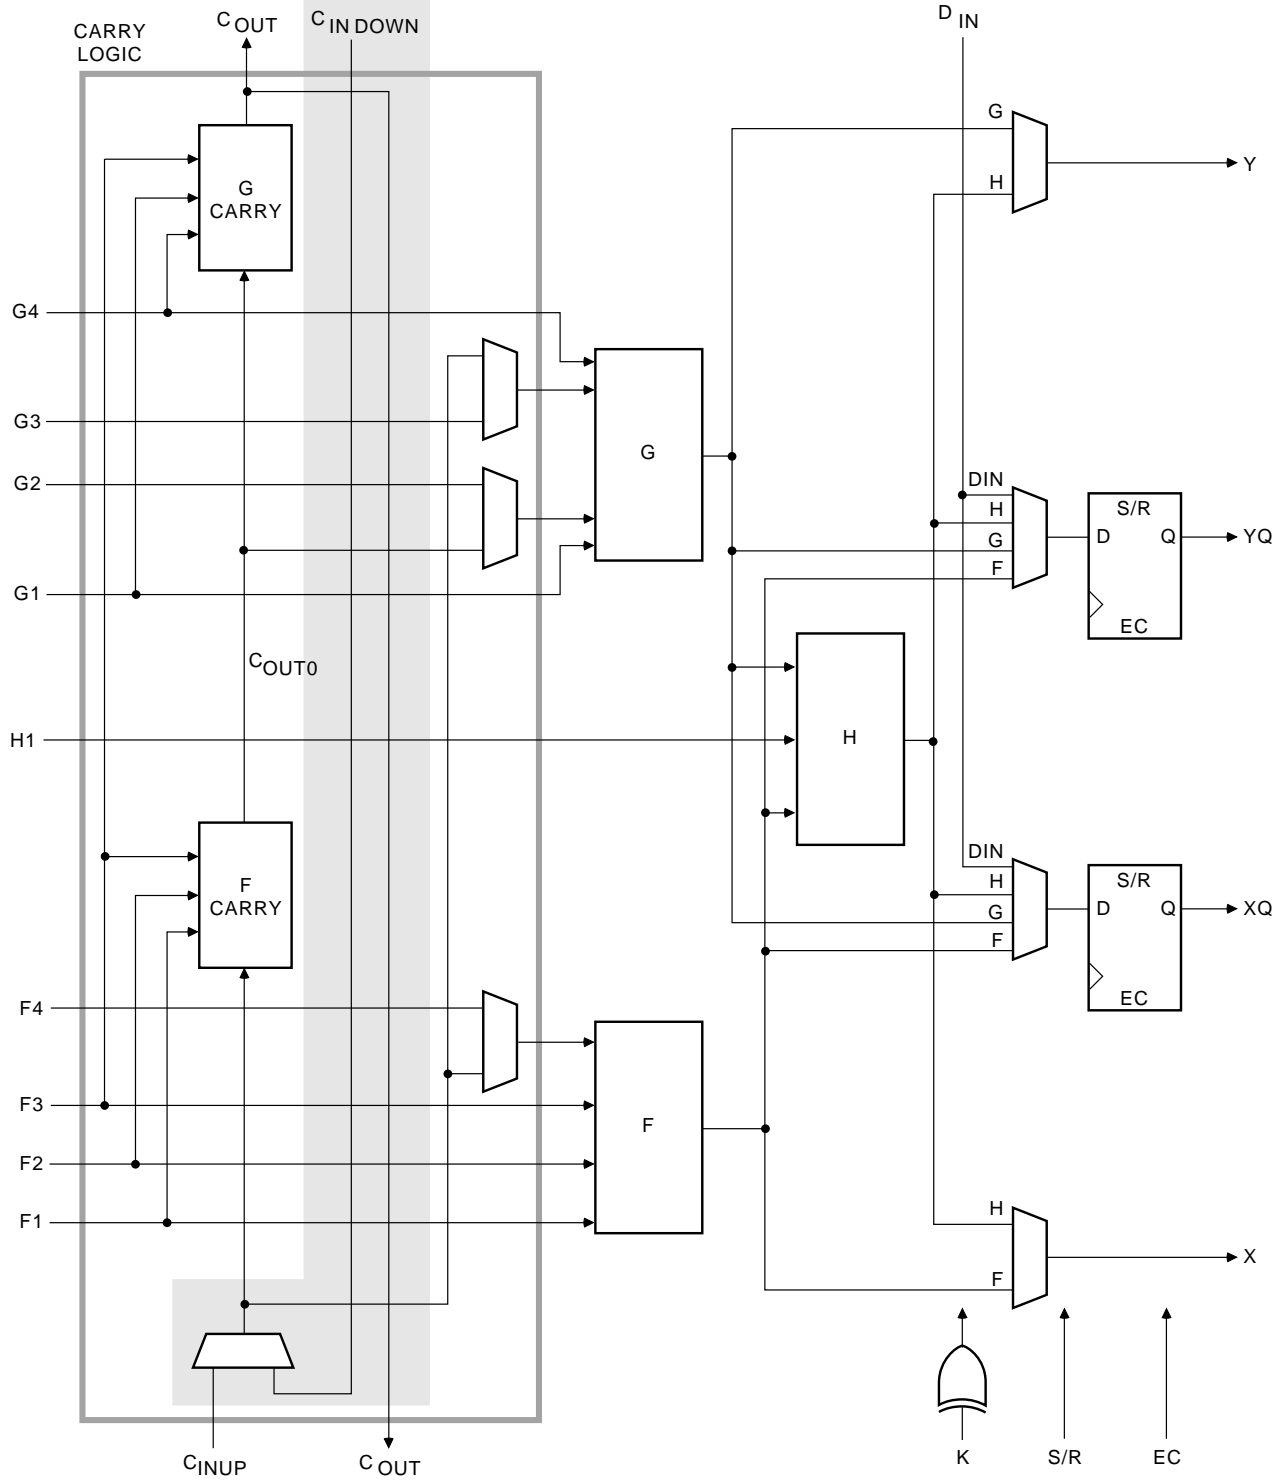 CARRY
LOGIC
C OUT
C IN DOWN
D IN
G
CARRY
G
H
Y
G4
G3
G2
G1
G
DIN
H
G
F
S/R
D
Q
EC
YQ
C OUT0
H1
H
F
CARRY
DIN
H
G
F
S/R
D
Q
EC
XQ
F4
F3
F2
F1
F
H
F
X
C INUP
C OUT
K
S/R
EC